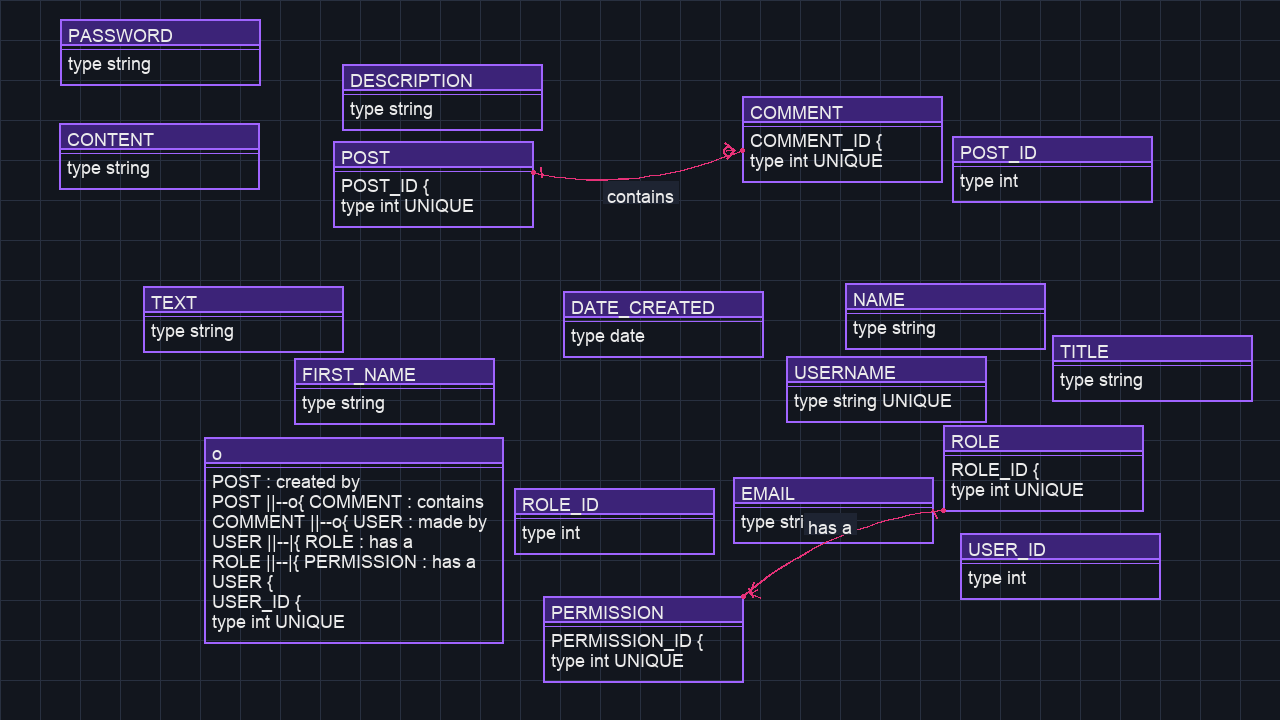 PASSWORD
type string
DESCRIPTION
type string
COMMENT
COMMENT_ID {
type int UNIQUE
CONTENT
type string
POST
POST_ID {
type int UNIQUE
contains
POST_ID
type int
TEXT
type string
DATE_CREATED
type date
NAME
type string
TITLE
type string
FIRST_NAME
type string
USERNAME
type string UNIQUE
o
POST : created by
POST ||--o{ COMMENT : contains
COMMENT ||--o{ USER : made by
USER ||--|{ ROLE : has a
ROLE ||--|{ PERMISSION : has a
USER {
USER_ID {
type int UNIQUE
ROLE_ID
type int
EMAIL
type stri
has a
ROLE
ROLE_ID {
type int UNIQUE
USER_ID
type int
PERMISSION
PERMISSION_ID {
type int UNIQUE